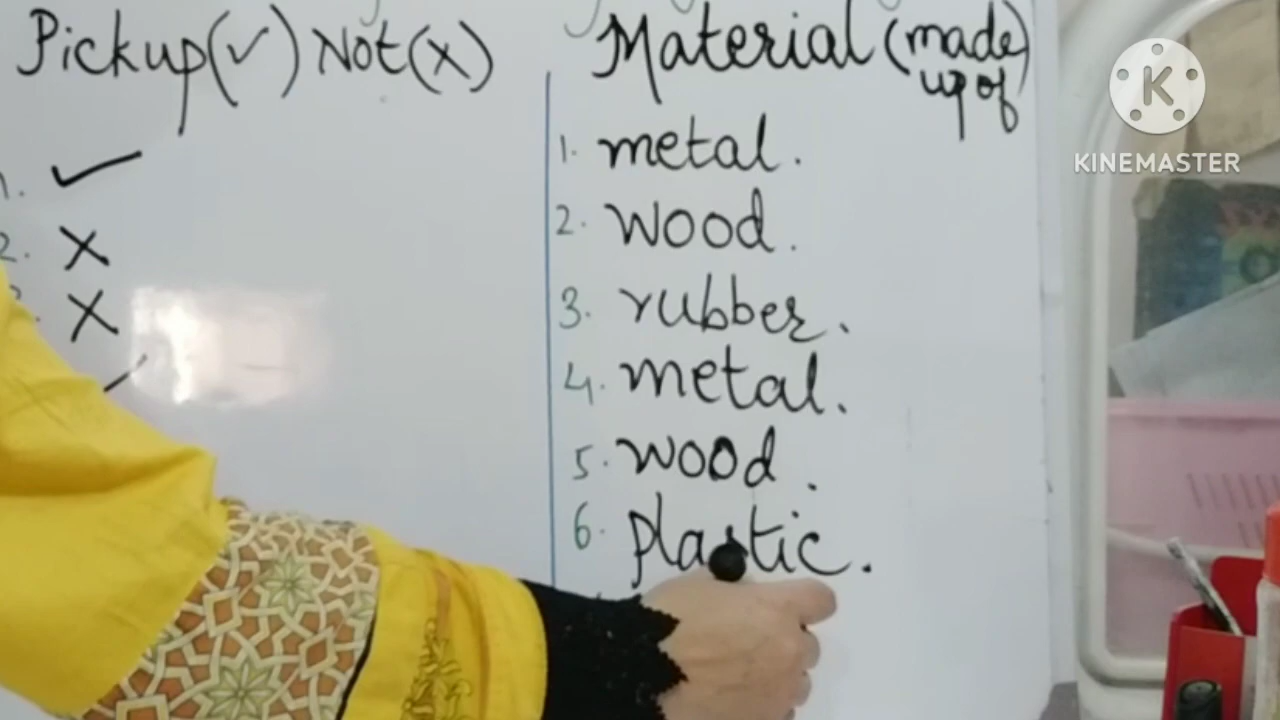 Pickup(✓) Not(x) Material (made up of)
1. ✓ 1. metal.
2. x 2. wood.
x 3. rubber.
4. metal.
5. wood.
6. plastic.
K
KINEMASTER